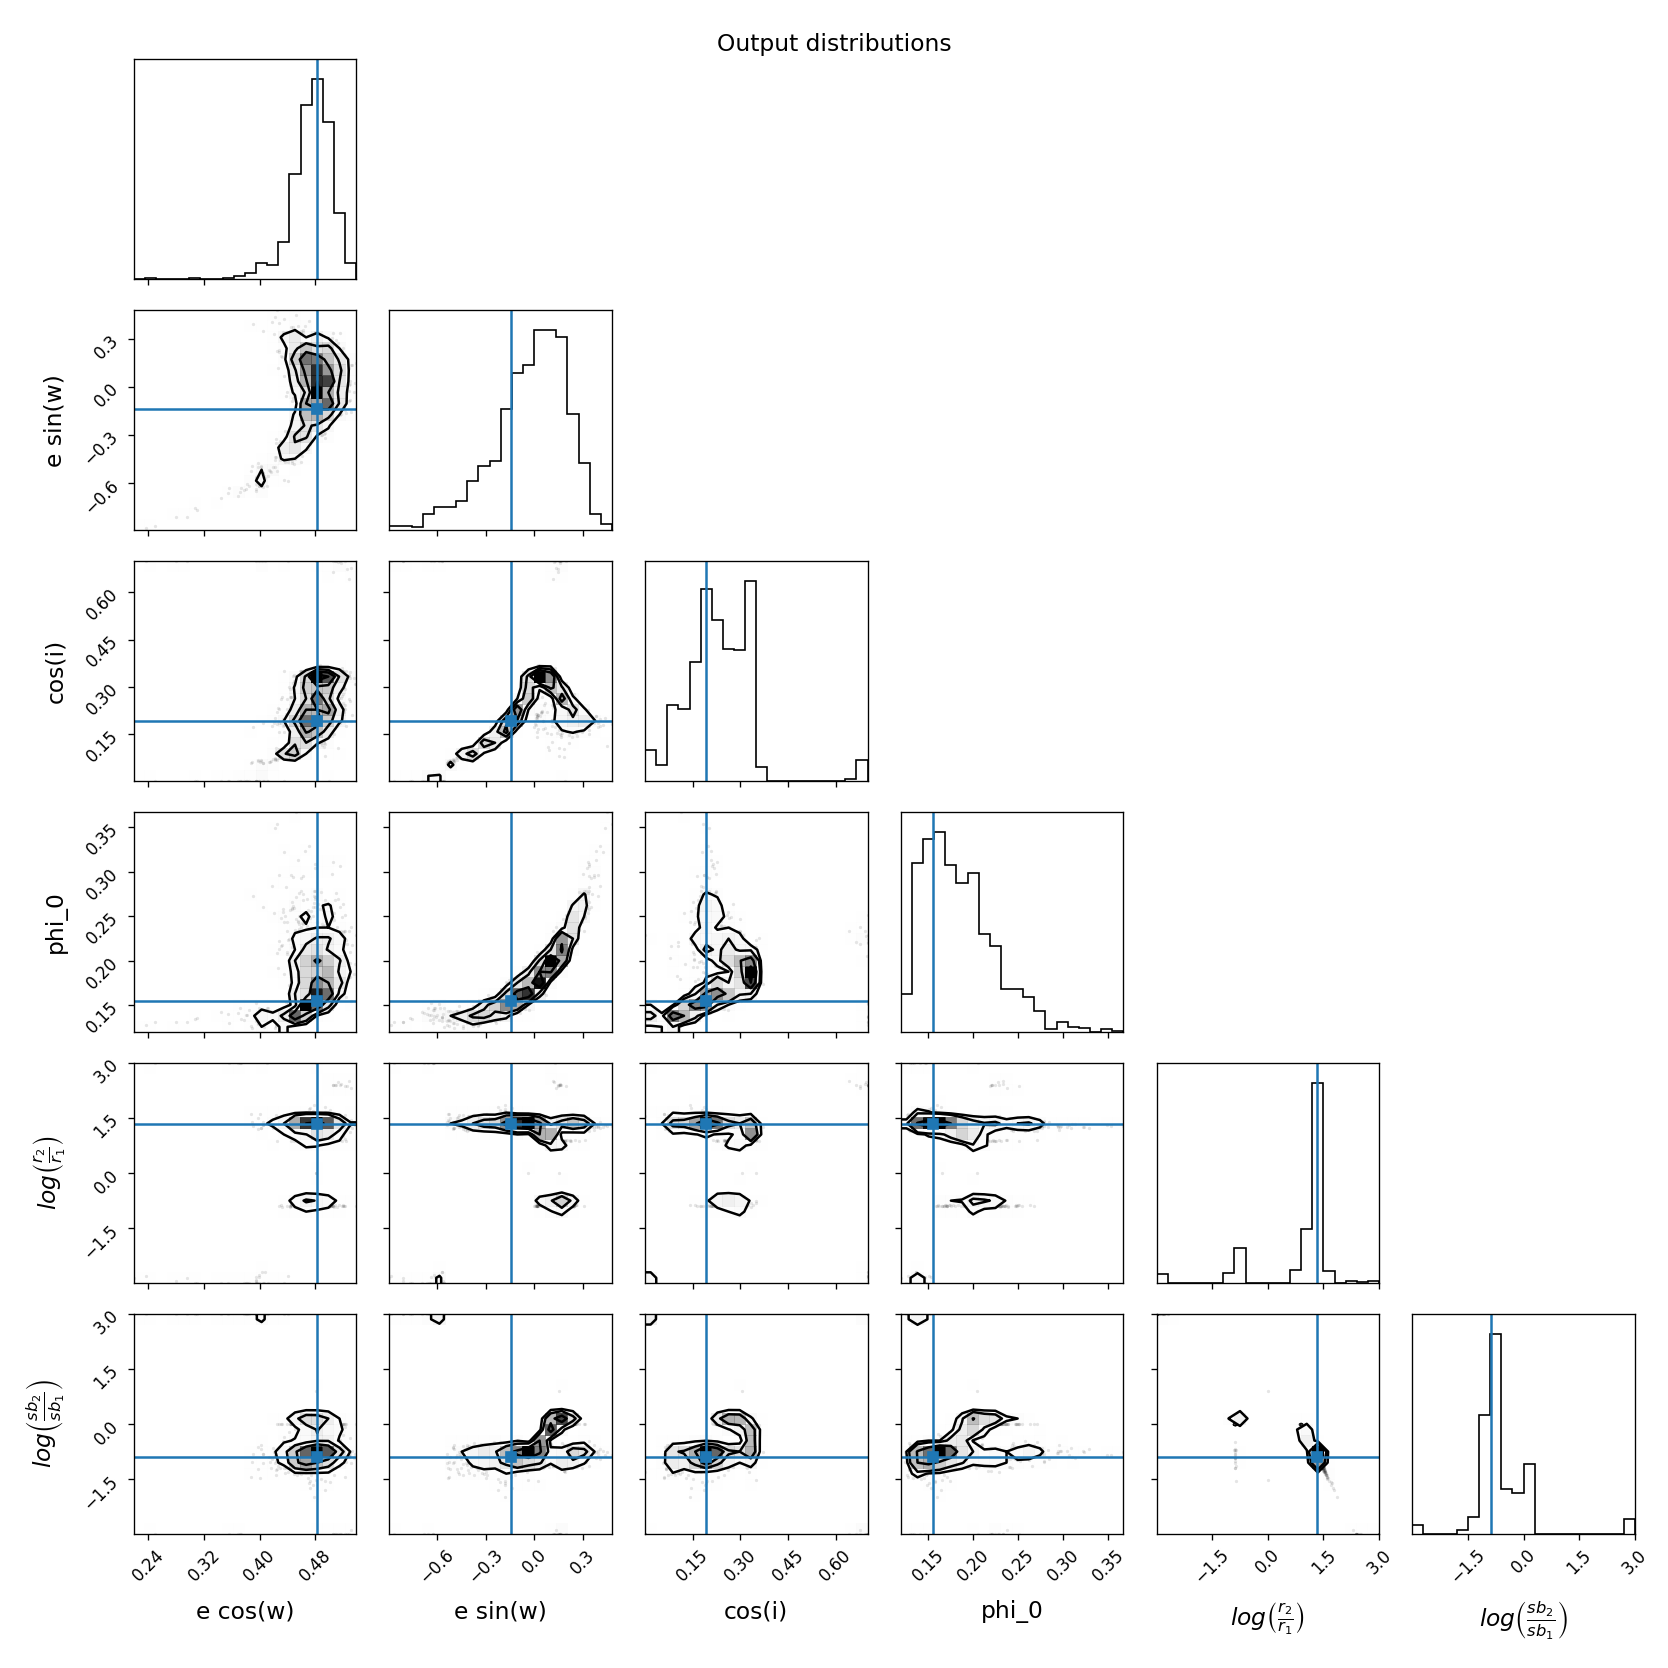 Output distributions
0.3
0.0
−0.3
−0.6
e sin(w)
0.60
0.45
0.30
0.15
cos(i)
0.35
0.30
0.25
0.20
0.15
phi_0
3.0
1.5
0.0
−1.5
log(r₂/r₁)
3.0
1.5
0.0
−1.5
log(sb₂/sb₁)
0.24 0.32 0.40 0.48 −0.6 −0.3 0.0 0.3 0.15 0.30 0.45 0.60 0.15 0.20 0.25 0.30 0.35 −1.5 0.0 1.5 3.0 −1.5 0.0 1.5 3.0
e cos(w) e sin(w) cos(i) phi_0 log(r₂/r₁) log(sb₂/sb₁)